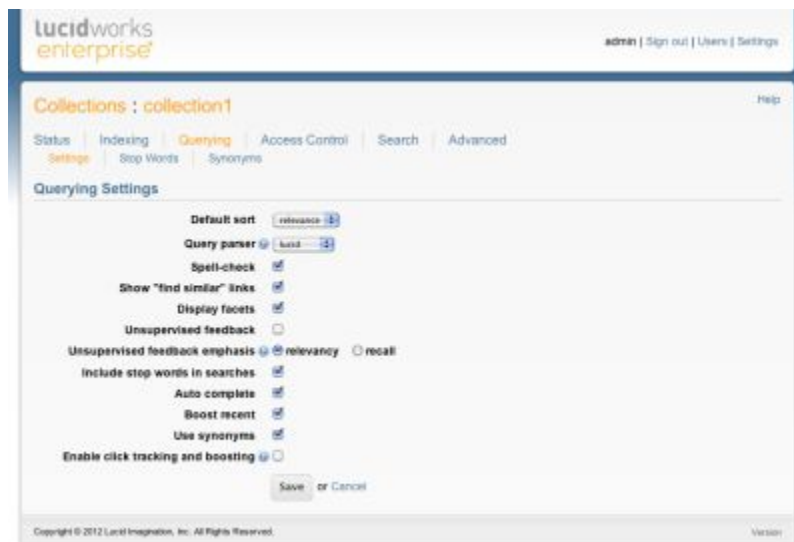 lucidworks
enterprise
admin | Sign out | Users | Settings
Collections : collection1
Help
Status | Indexing | Querying | Access Control | Search | Advanced
Settings | Stop Words | Synonyms
Querying Settings
Default sort relevance
Query parser lucid
Spell-check
Show "find similar" links
Display facets
Unsupervised feedback
Unsupervised feedback emphasis relevancy recall
Include stop words in searches
Auto complete
Boost recent
Use synonyms
Enable click tracking and boosting
Save or Cancel
Copyright © 2012 Lucid Imagination, Inc. All Rights Reserved.
Version